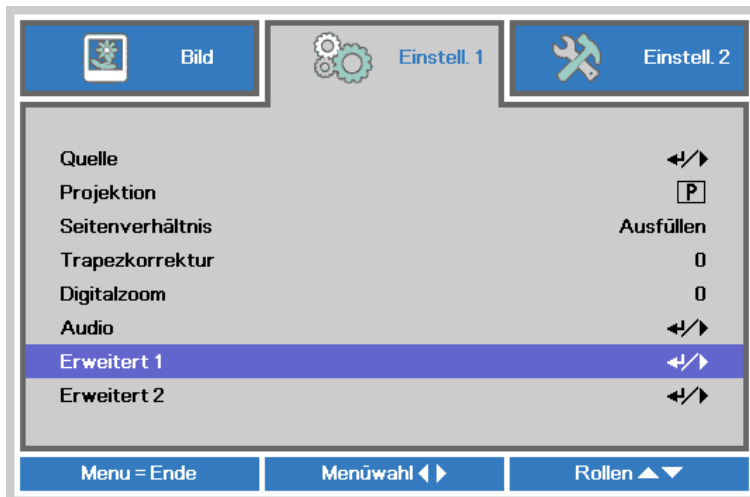 Bild
Einstell. 1
Einstell. 2
Quelle
Projektion P
Seitenverhältnis Ausfüllen
Trapezkorrektur 0
Digitalzoom 0
Audio
Erweitert 1
Erweitert 2
Menu = Ende
Menüwahl
Rollen